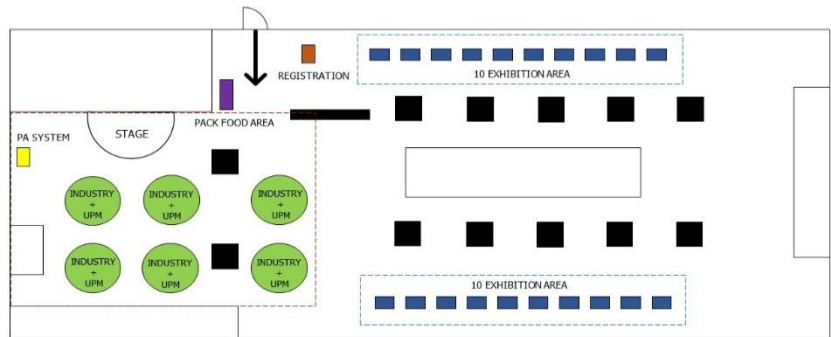 REGISTRATION
10 EXHIBITION AREA
PACK FOOD AREA
STAGE
PA SYSTEM
INDUSTRY
+
UPM
INDUSTRY
+
UPM
INDUSTRY
+
UPM
INDUSTRY
+
UPM
INDUSTRY
+
UPM
INDUSTRY
+
UPM
10 EXHIBITION AREA